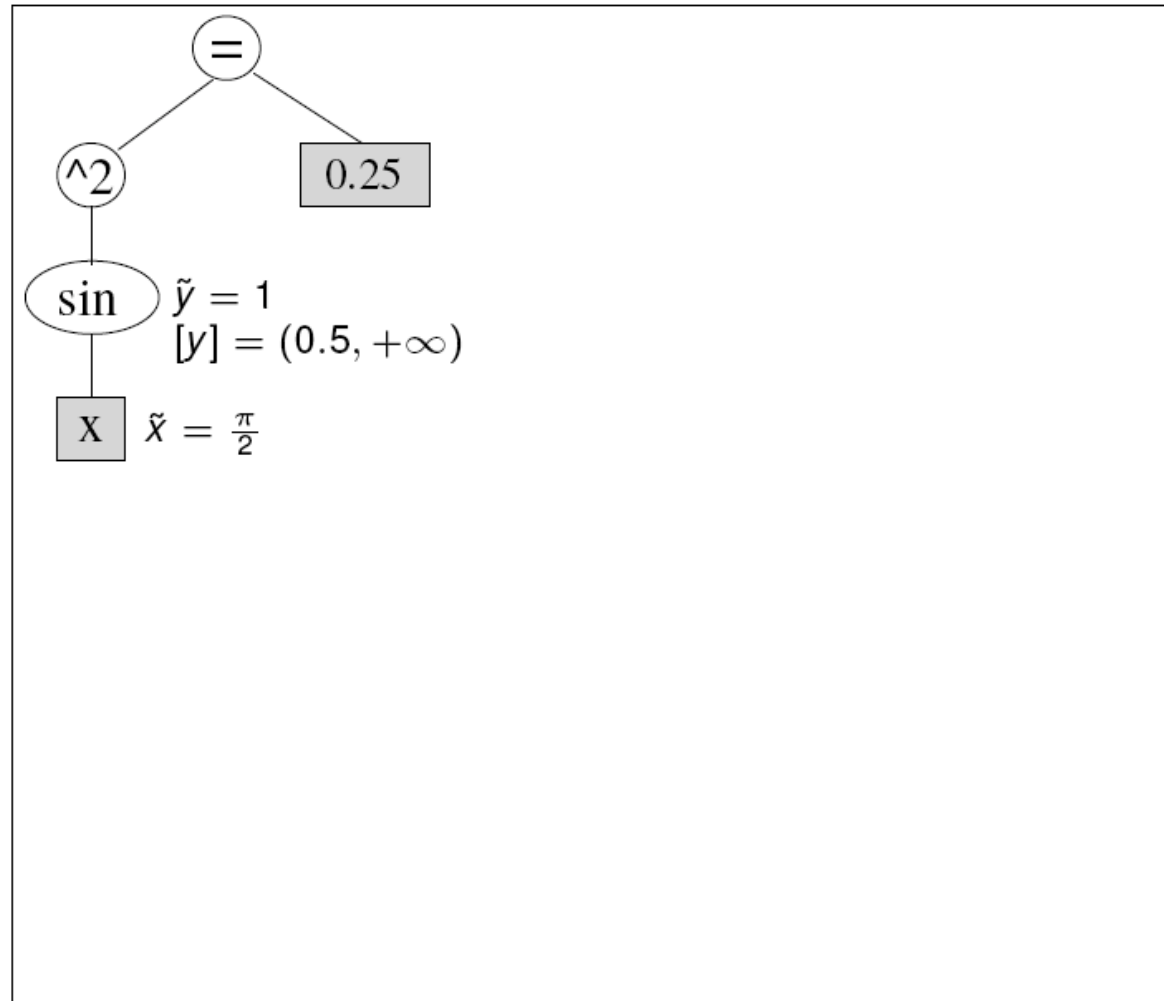 =
^2
0.25
sin
ỹ = 1
[y] = (0.5, +∞)
x
x̃ = π/2